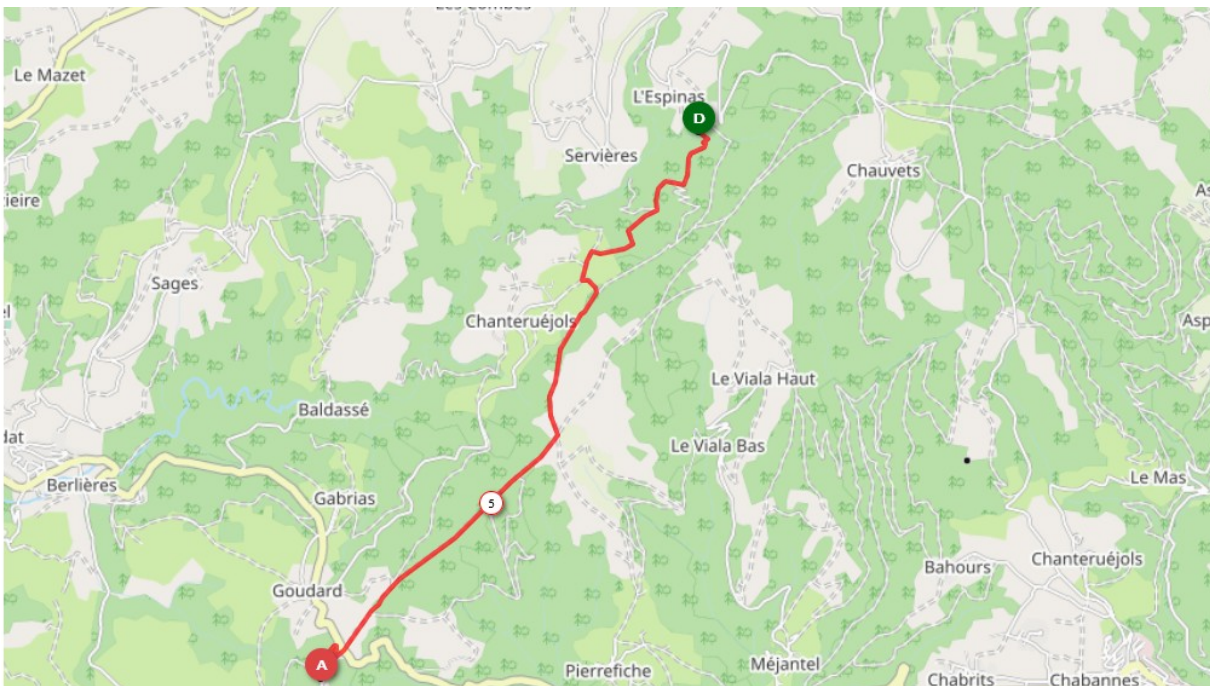 Le Mazet
L'Espinas
D
Servières
Chauvets
Sages
Chanteruéjols
Le Viala Haut
Baldassé
Le Viala Bas
Berlières
Gabrias
5
Le Mas
Chanteruéjols
Bahours
Goudard
A
Pierrefiche
Méjantel
Chabrits
Chabannes